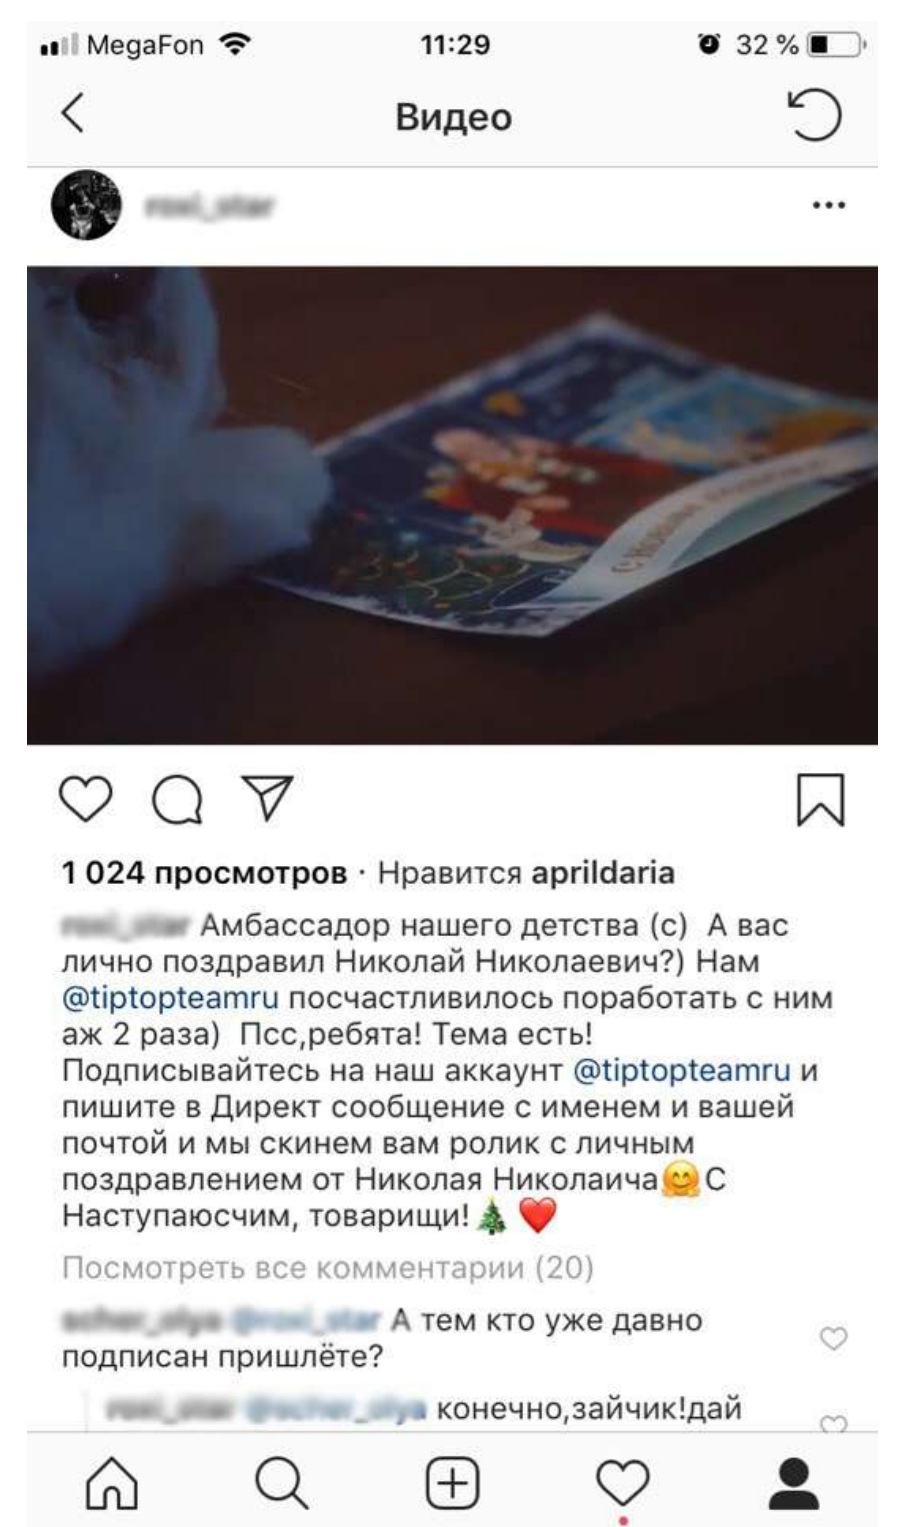 MegaFon 11:29 32 %
Видео
1 024 просмотров · Нравится aprildaria
Амбассадор нашего детства (с) А вас
лично поздравил Николай Николаевич?) Нам
@tiptopteamru посчастливилось поработать с ним
аж 2 раза) Псс,ребята! Тема есть!
Подписывайтесь на наш аккаунт @tiptopteamru и
пишите в Директ сообщение с именем и вашей
почтой и мы скинем вам ролик с личным
поздравлением от Николая Николаича🤗С
Наступаюсчим, товарищи!🎄❤️
Посмотреть все комментарии (20)
А тем кто уже давно
подписан пришлёте?
конечно,зайчик!дай